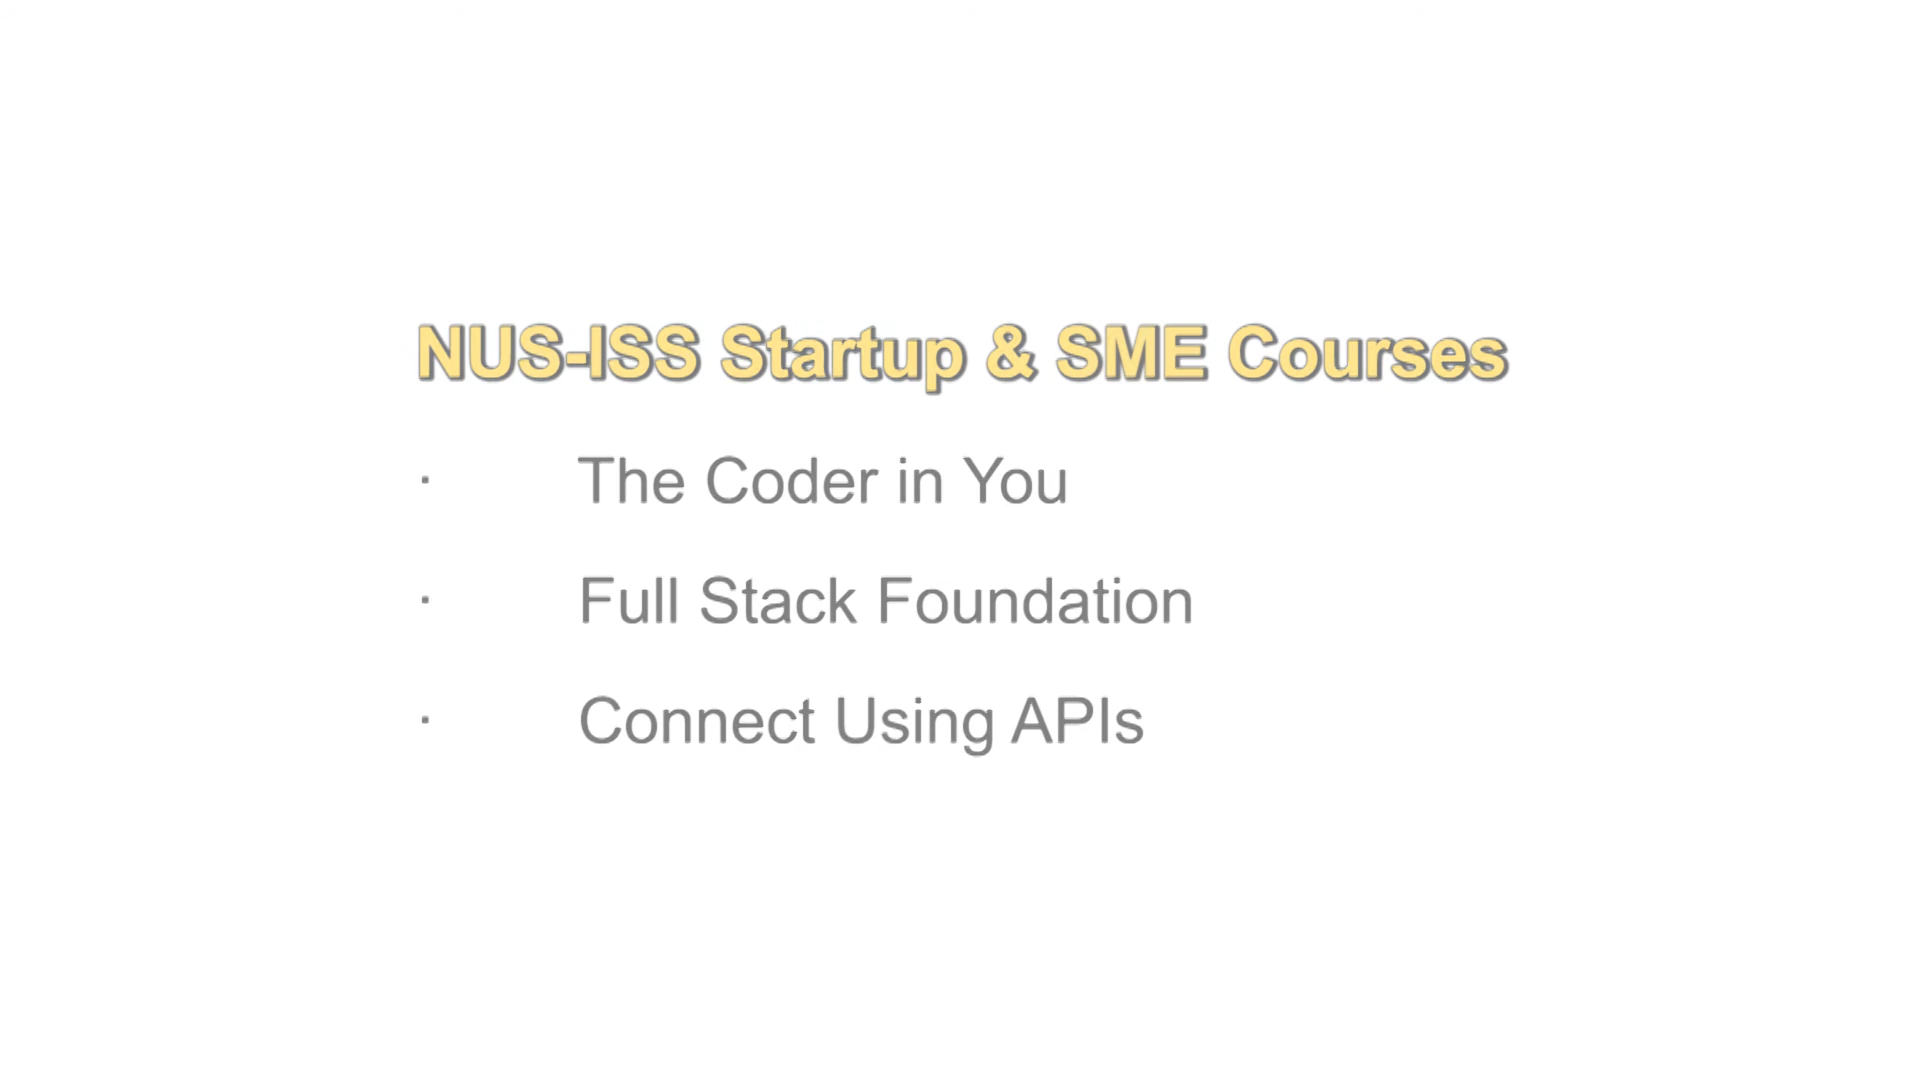 NUS-ISS Startup & SME Courses
· The Coder in You
· Full Stack Foundation
· Connect Using APIs